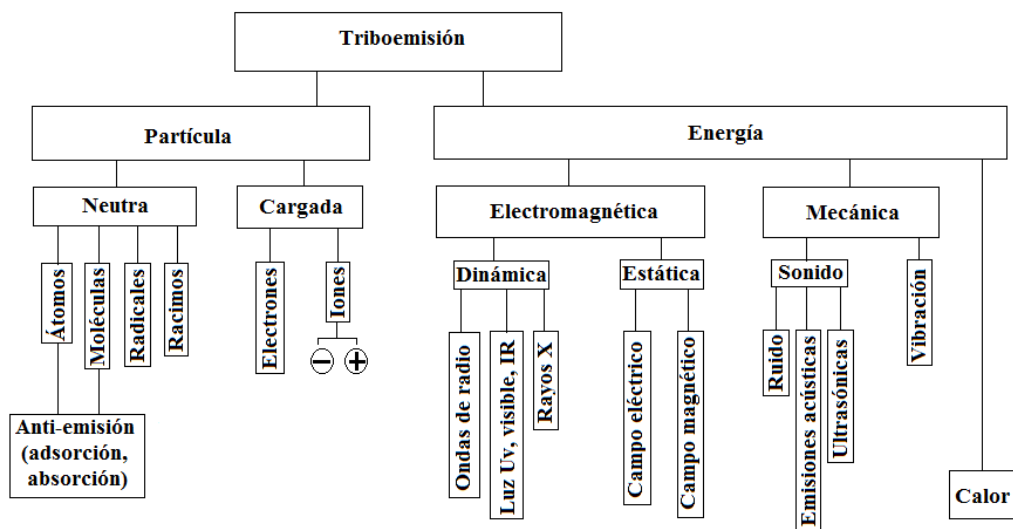 Triboemisión
Partícula
Energía
Neutra
Cargada
Electromagnética
Mecánica
Átomos
Moléculas
Radicales
Racimos
Electrones
Iones
Dinámica
Estática
Sonido
Vibración
Ondas de radio
Luz Uv, visible, IR
Rayos X
Campo eléctrico
Campo magnético
Ruido
Emisiones acústicas
Ultrasónicas
− +
Anti-emisión
(adsorción,
absorción)
Calor